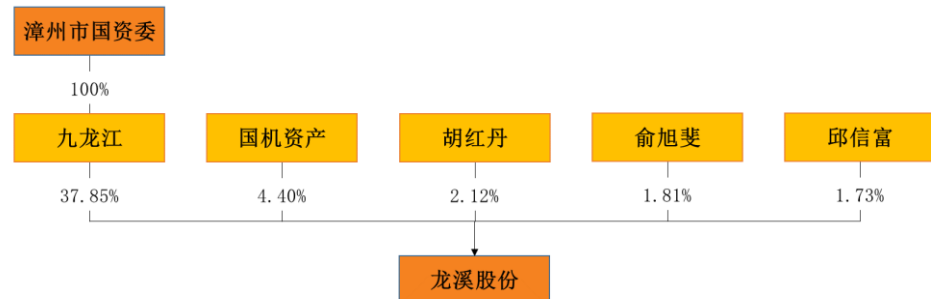 漳州市国资委
100%
九龙江 国机资产 胡红丹 俞旭斐 邱信富
37.85% 4.40% 2.12% 1.81% 1.73%
龙溪股份